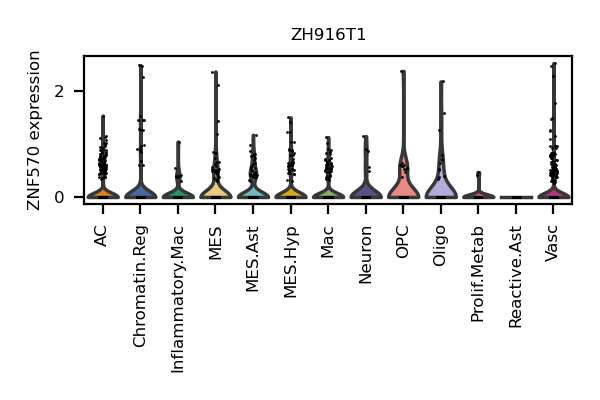 ZH916T1
ZNF570 expression
2
0
AC
Chromatin.Reg
Inflammatory.Mac
MES
MES.Ast
MES.Hyp
Mac
Neuron
OPC
Oligo
Prolif.Metab
Reactive.Ast
Vasc